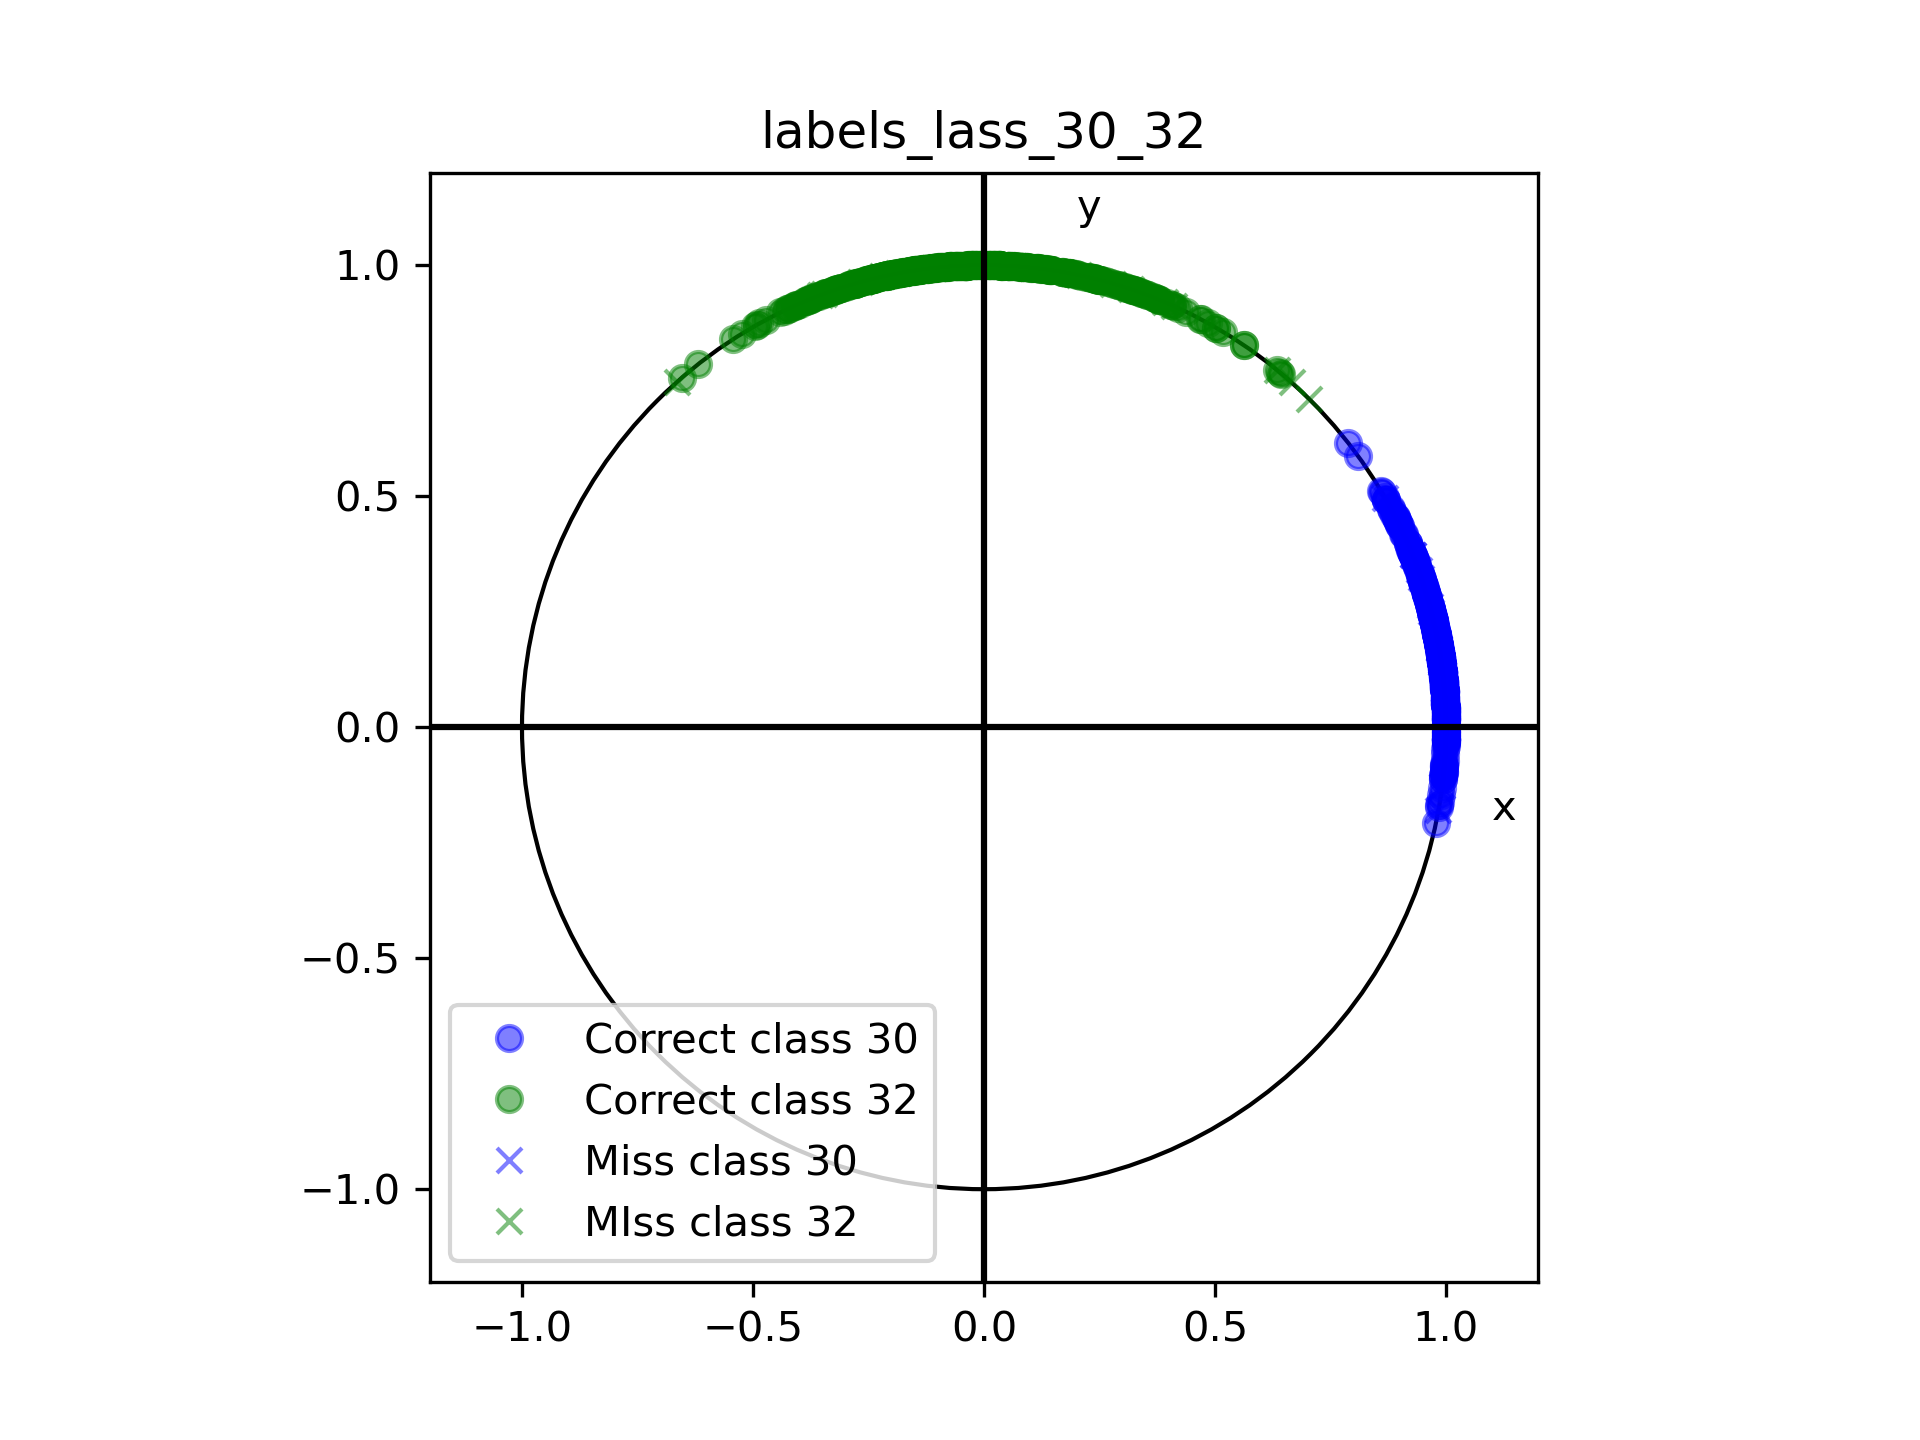 labels_lass_30_32
y
1.0
0.5
0.0
x
−0.5
−1.0
Correct class 30
Correct class 32
Miss class 30
MIss class 32
−1.0 −0.5 0.0 0.5 1.0